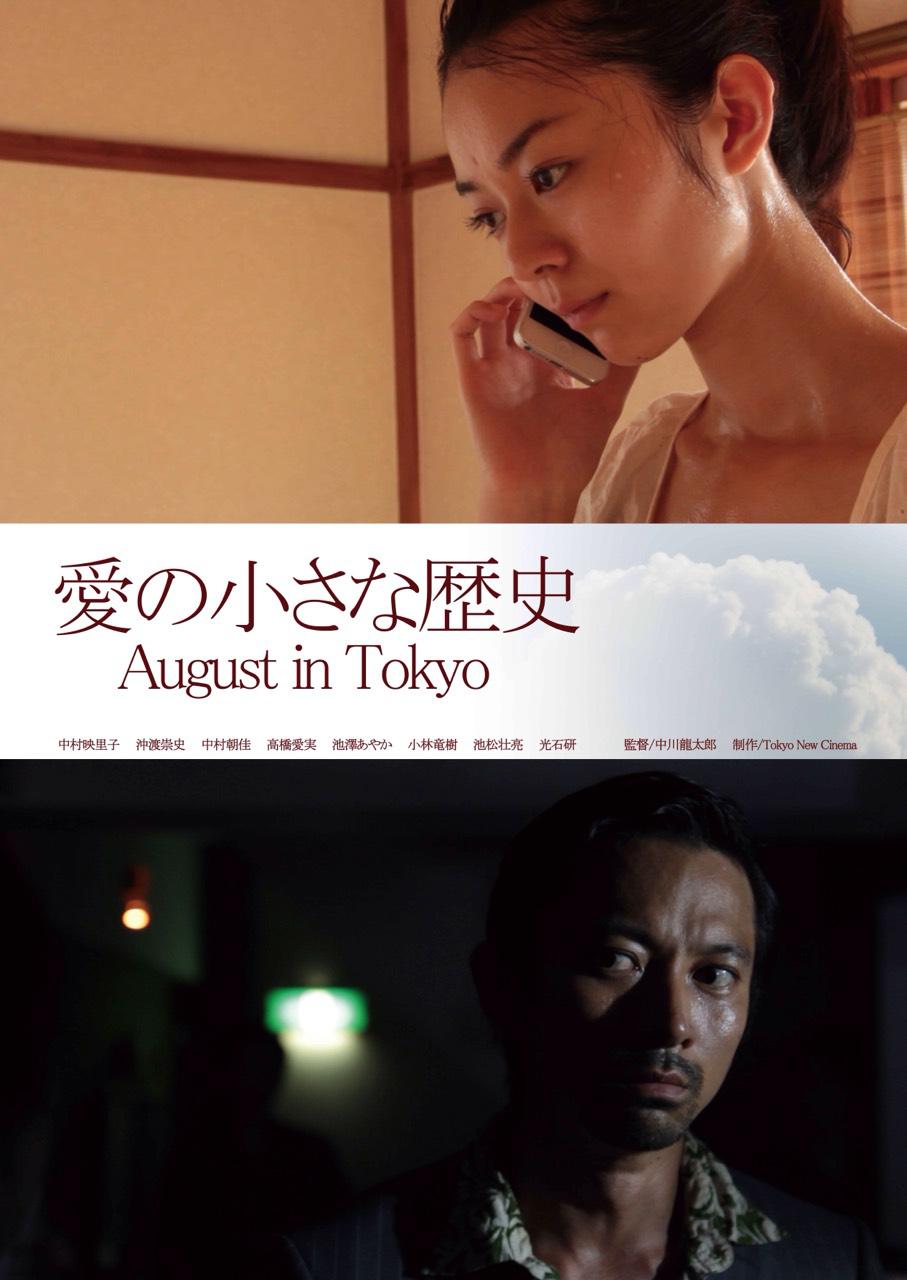 愛の小さな歴史
August in Tokyo
中村映里子 沖渡崇史 中村朝佳 高橋愛実 池澤あやか 小林竜樹 池松壮亮 光石研 監督/中川龍太郎 制作/Tokyo New Cinema